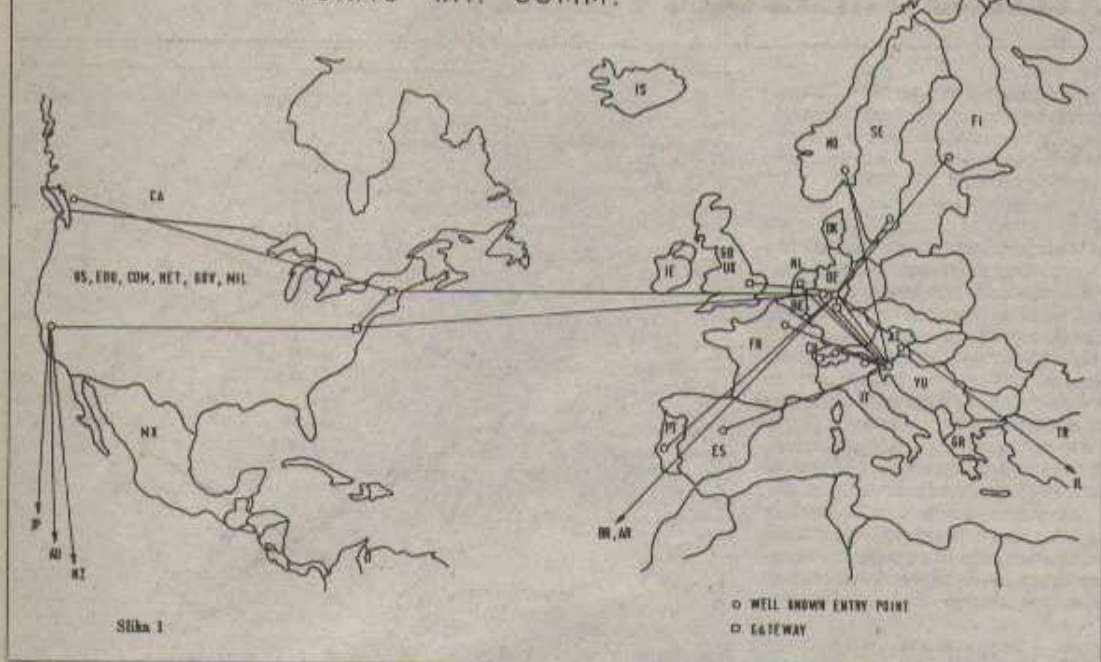 IS
NO
SE
FI
CA
DK
GB
UK
IE
NL
DE
US, EDU, COM, NET, GOV, MIL
BE
FR
CH
AT
YU
IT
MX
PT
ES
GR
TR
IL
JP
AU
NZ
BR, AR
○ WELL KNOWN ENTRY POINT
□ GATEWAY
Slika 1